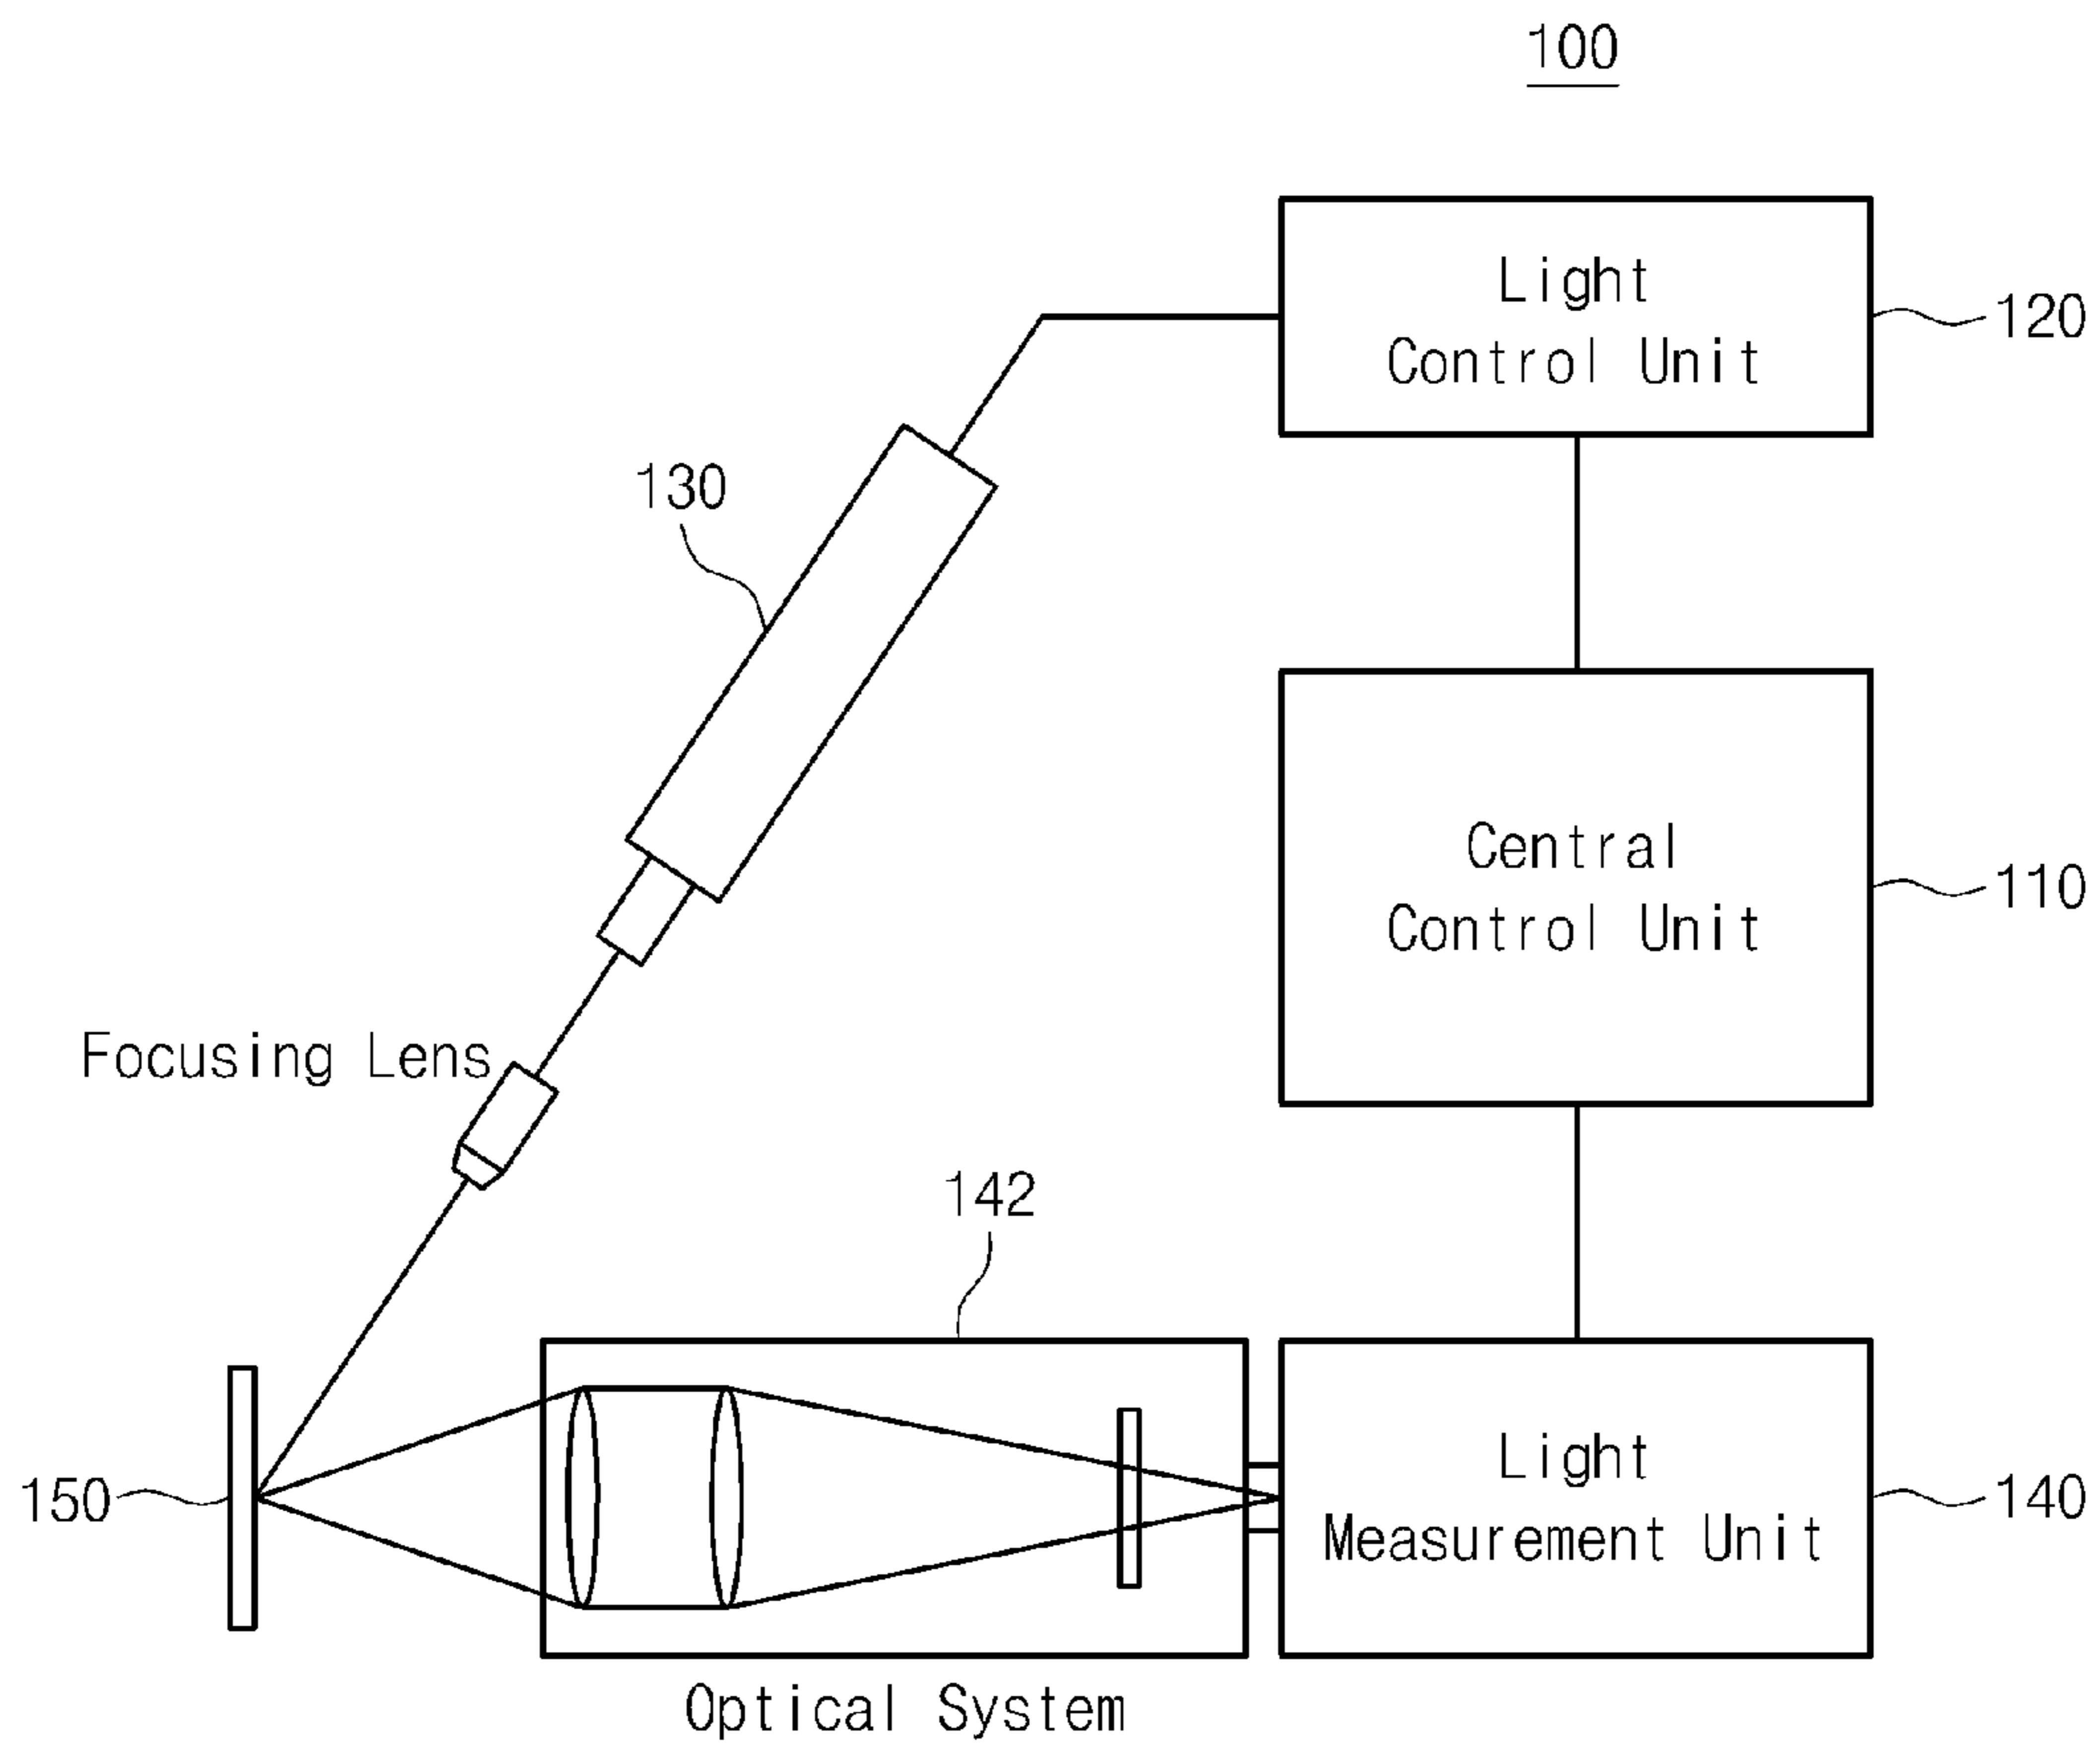 100
Light
Control Unit
120
130
Central
Control Unit
110
Focusing Lens
142
150
Light
Measurement Unit
140
Optical System